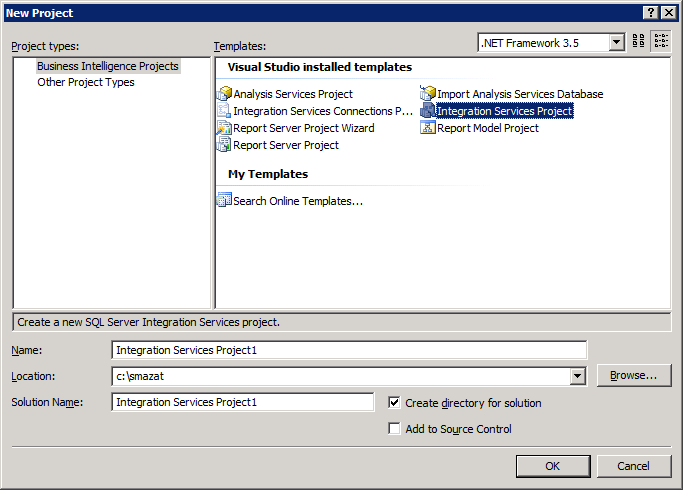 New Project
Project types:
Templates:
.NET Framework 3.5
Business Intelligence Projects
Other Project Types
Visual Studio installed templates
Analysis Services Project
Import Analysis Services Database
Integration Services Connections P...
Integration Services Project
Report Server Project Wizard
Report Model Project
Report Server Project
My Templates
Search Online Templates...
Create a new SQL Server Integration Services project.
Name:
Integration Services Project1
Location:
c:\smazat
Browse...
Solution Name:
Integration Services Project1
Create directory for solution
Add to Source Control
OK
Cancel